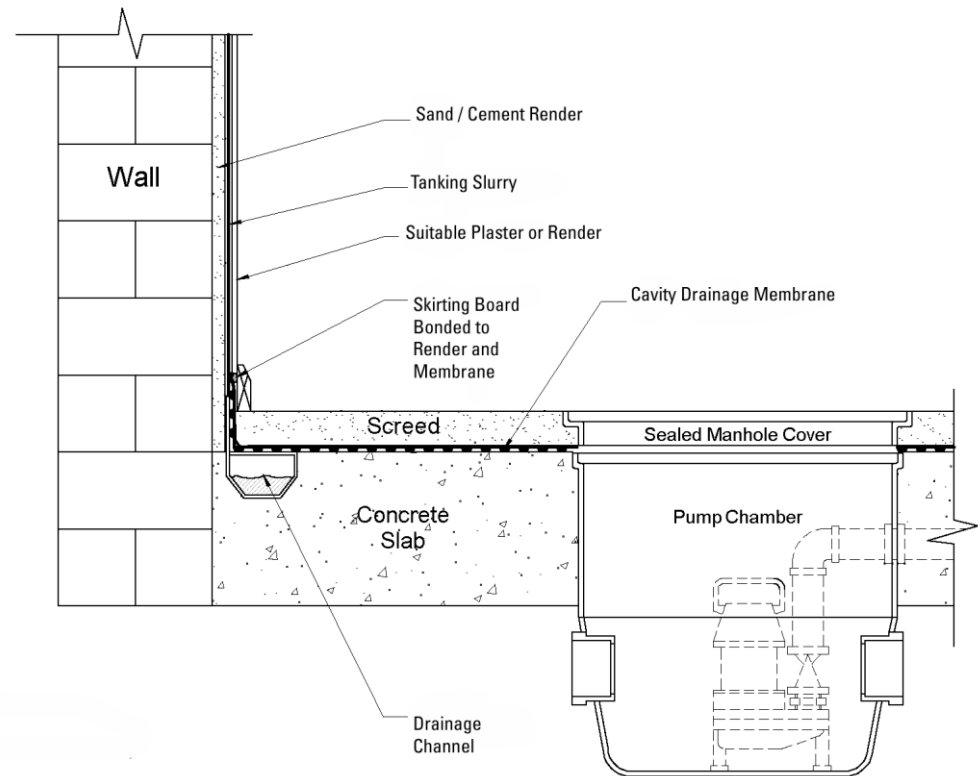 Sand / Cement Render
Wall
Tanking Slurry
Suitable Plaster or Render
Skirting Board
Bonded to
Render and
Membrane
Cavity Drainage Membrane
Screed
Sealed Manhole Cover
Concrete
Slab
Pump Chamber
Drainage
Channel